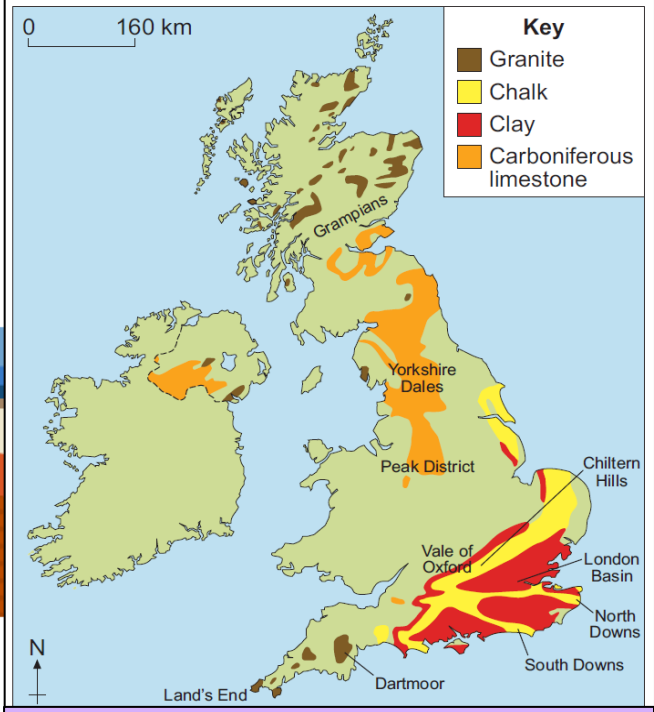 0 160 km
Key
Granite
Chalk
Clay
Carboniferous
limestone
Grampians
Yorkshire
Dales
Peak District
Chiltern
Hills
Vale of
Oxford
London
Basin
North
Downs
South Downs
N
Dartmoor
Land's End